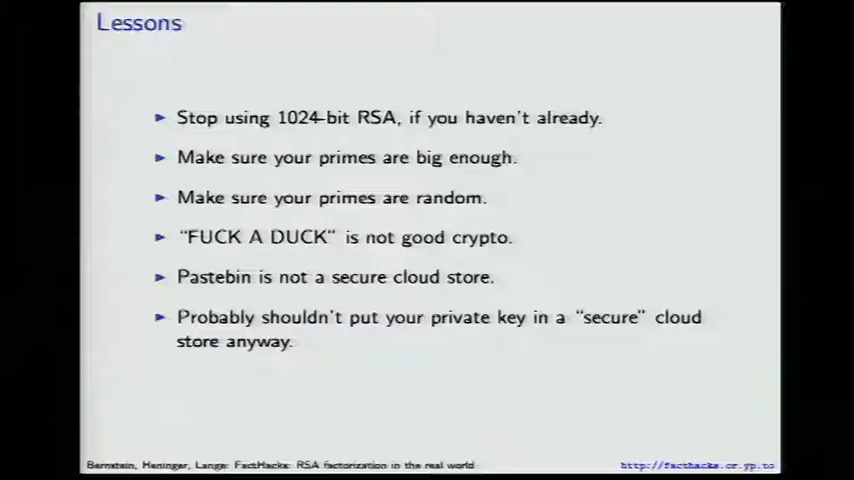 Lessons
Stop using 1024-bit RSA, if you haven't already.
Make sure your primes are big enough.
Make sure your primes are random.
"FUCK A DUCK" is not good crypto.
Pastebin is not a secure cloud store.
Probably shouldn't put your private key in a "secure" cloud
store anyway.
Bernstein, Heninger, Lange: FactHacks: RSA factorization in the real world
http://facthacks.cr.yp.to